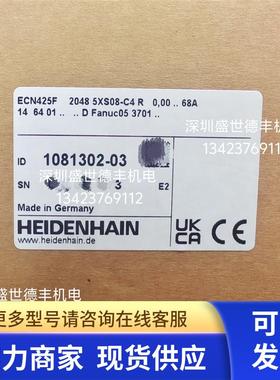 ECN425F 2048 5XS08-C4 R 0,00 .. 68A
14 64 01 .. ... .. D Fanuc05 3701 ..
深圳盛世德丰机电
13423769112
ID 1081302-03
SN 3 E2
深圳盛世德丰机电
13423769112
Made in Germany
HEIDENHAIN
www.heidenhain.de
UK CA CE
圳盛世德丰机电
更多型号请咨询在线客服
力商家 现货供应